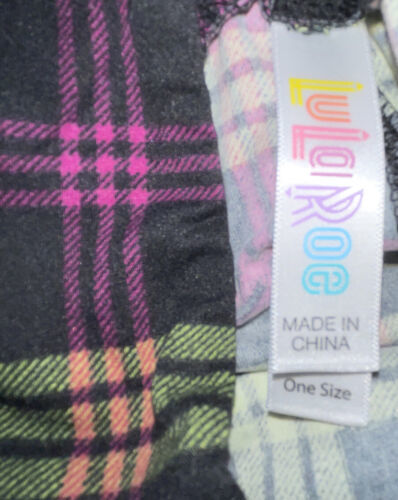 LuLaRoe
MADE IN
CHINA
One Size